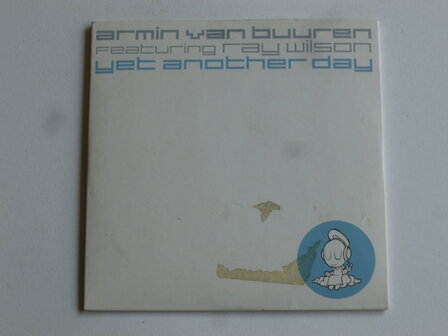 armin van buuren
featuring ray wilson
yet another day